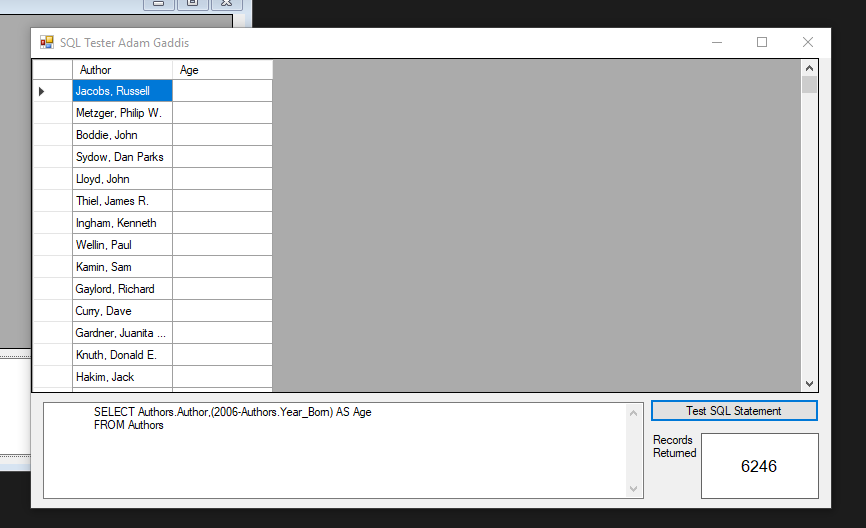 SQL Tester Adam Gaddis
Author Age
Jacobs, Russell
Metzger, Philip W.
Boddie, John
Sydow, Dan Parks
Lloyd, John
Thiel, James R.
Ingham, Kenneth
Wellin, Paul
Kamin, Sam
Gaylord, Richard
Curry, Dave
Gardner, Juanita ...
Knuth, Donald E.
Hakim, Jack
SELECT Authors.Author,(2006-Authors.Year_Born) AS Age
FROM Authors
Test SQL Statement
Records
Returned
6246